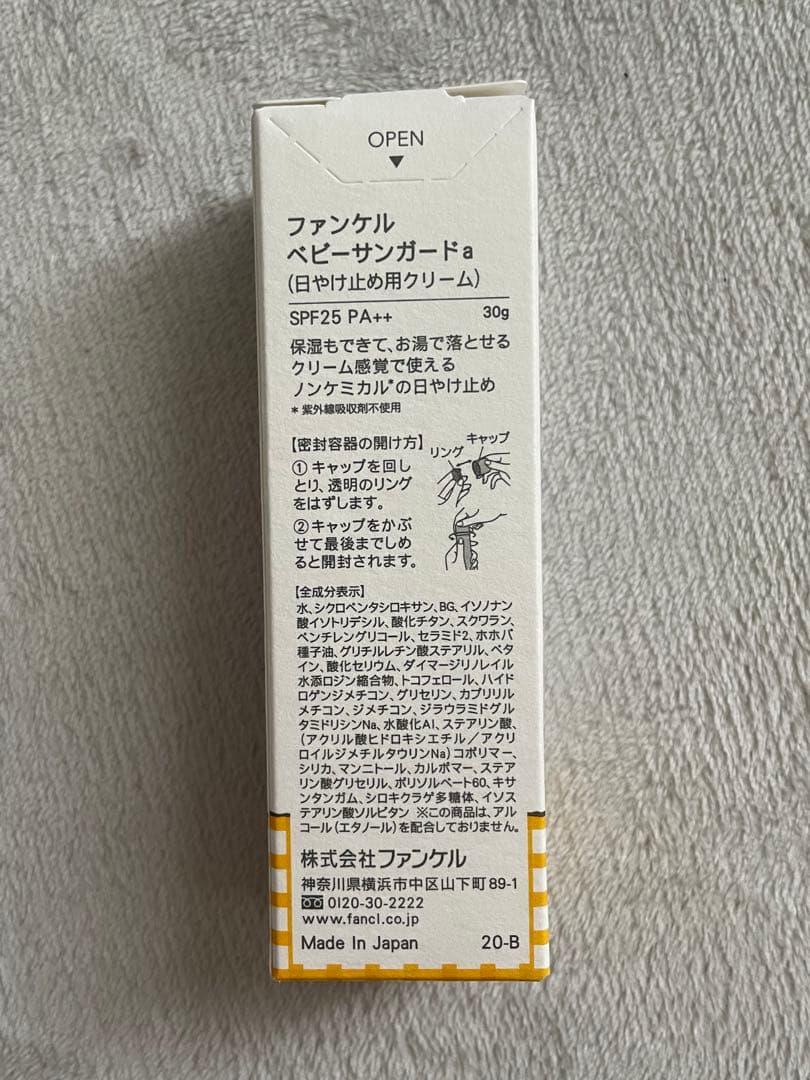 OPEN
▼
ファンケル
ベビーサンガードa
(日やけ止め用クリーム)
SPF25 PA++ 30g
保湿もできて、お湯で落とせる
クリーム感覚で使える
ノンケミカル*の日やけ止め
* 紫外線吸収剤不使用
【密封容器の開け方】
リング キャップ
① キャップを回し
とり、透明のリング
をはずします。
② キャップをかぶ
せて最後までしめ
ると開封されます。
【全成分表示】
水、シクロペンタシロキサン、BG、イソノナン
酸イソトリデシル、酸化チタン、スクワラン、
ペンチレングリコール、セラミド2、ホホバ
種子油、グリチルレチン酸ステアリル、ベタ
イン、酸化セリウム、ダイマージリノレイル
水添ロジン縮合物、トコフェロール、ハイド
ロゲンジメチコン、グリセリン、カプリリル
メチコン、ジメチコン、ジラウラミドグル
タミドリシンNa、水酸化Al、ステアリン酸、
(アクリル酸ヒドロキシエチル/アクリ
ロイルジメチルタウリンNa)コポリマー、
シリカ、マンニトール、カルボマー、ステア
リン酸グリセリル、ポリソルベート60、キサ
ンタンガム、シロキクラゲ多糖体、イソス
テアリン酸ソルビタン ※この商品は、アル
コール(エタノール)を配合しておりません。
株式会社ファンケル
神奈川県横浜市中区山下町89-1
0120-30-2222
www.fancl.co.jp
Made In Japan 20-B